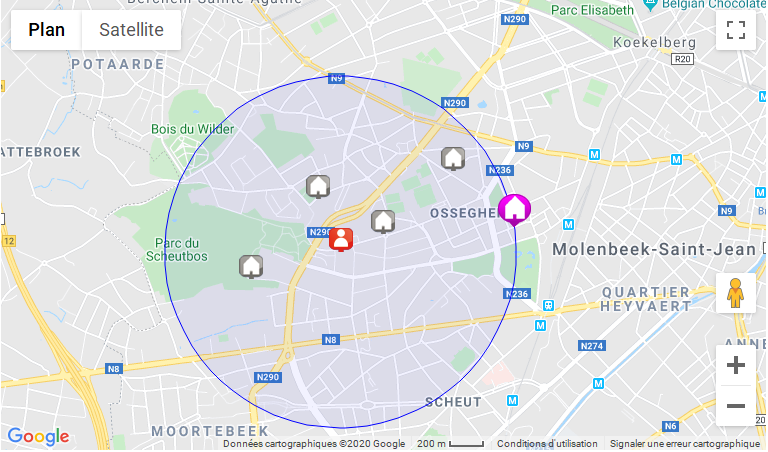 Berchem-Sainte-Agathe
Plan
Satellite
N290
Parc Elisabeth
Belgian Chocolate
Koekelberg
R20
POTAARDE
N9
N290
Bois du Wilder
N9
ATTEBROEK
N236
N9
OSSEGHEM
12
Parc du
Scheutbos
N290
Molenbeek-Saint-Jean
N236
QUARTIER
HEYVAERT
N8
N8
N274
ANNE
N290
SCHEUT
MOORTEBEEK
N6
Google
Données cartographiques ©2020 Google
200 m
Conditions d'utilisation
Signaler une erreur cartographique